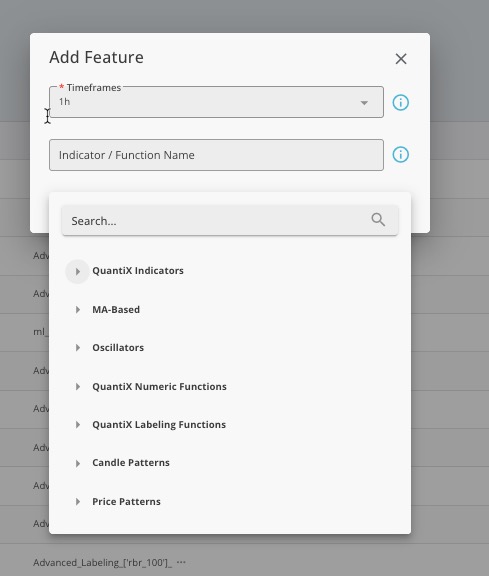 Add Feature
* Timeframes
1h
Indicator / Function Name
Search...
QuantiX Indicators
Adv
MA-Based
Adv
ml_
Oscillators
Adv
QuantiX Numeric Functions
Adv
QuantiX Labeling Functions
Adv
Candle Patterns
Adv
Price Patterns
Adv
Advanced_Labeling_['rbr_100']_ ...